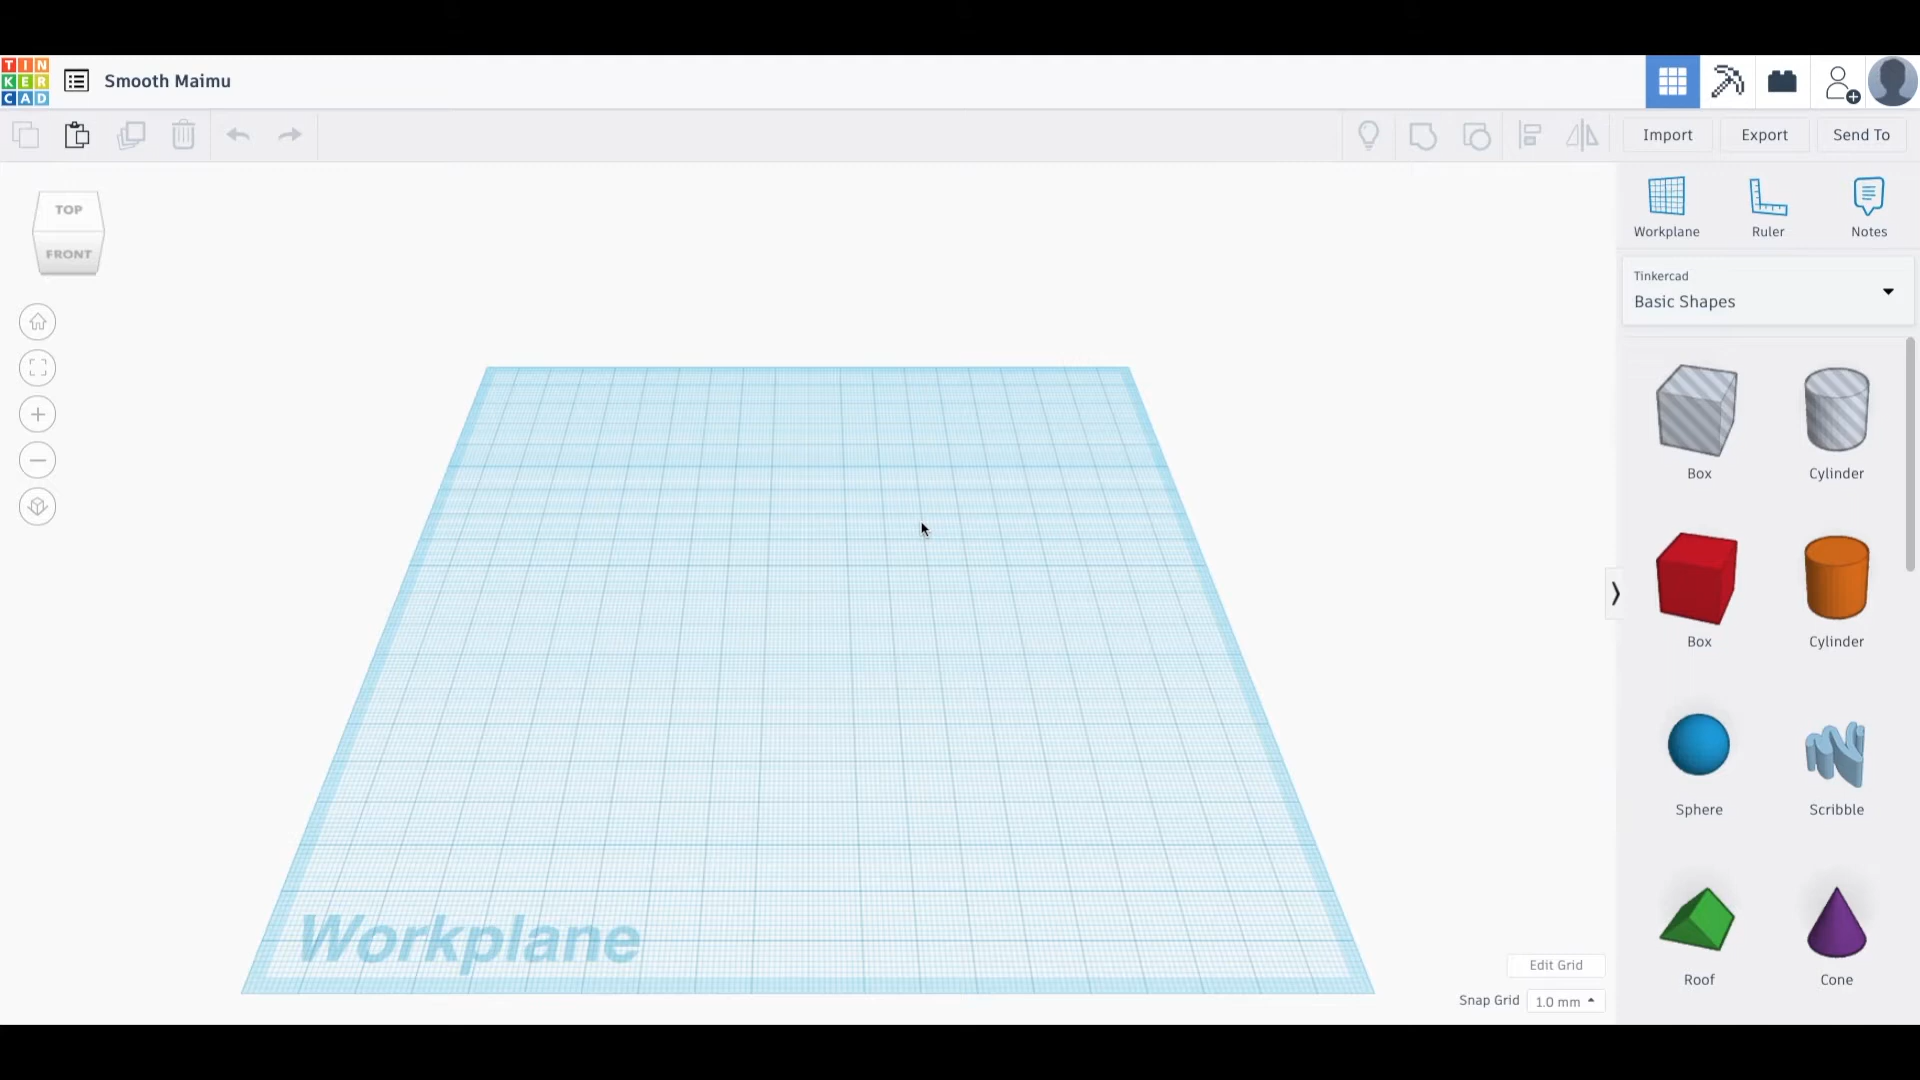 TIN
KER
CAD
Smooth Maimu
Import
Export
Send To
TOP
FRONT
Workplane
Ruler
Notes
Tinkercad
Basic Shapes
Box
Cylinder
Box
Cylinder
Sphere
Scribble
Roof
Cone
Workplane
Edit Grid
Snap Grid 1.0 mm